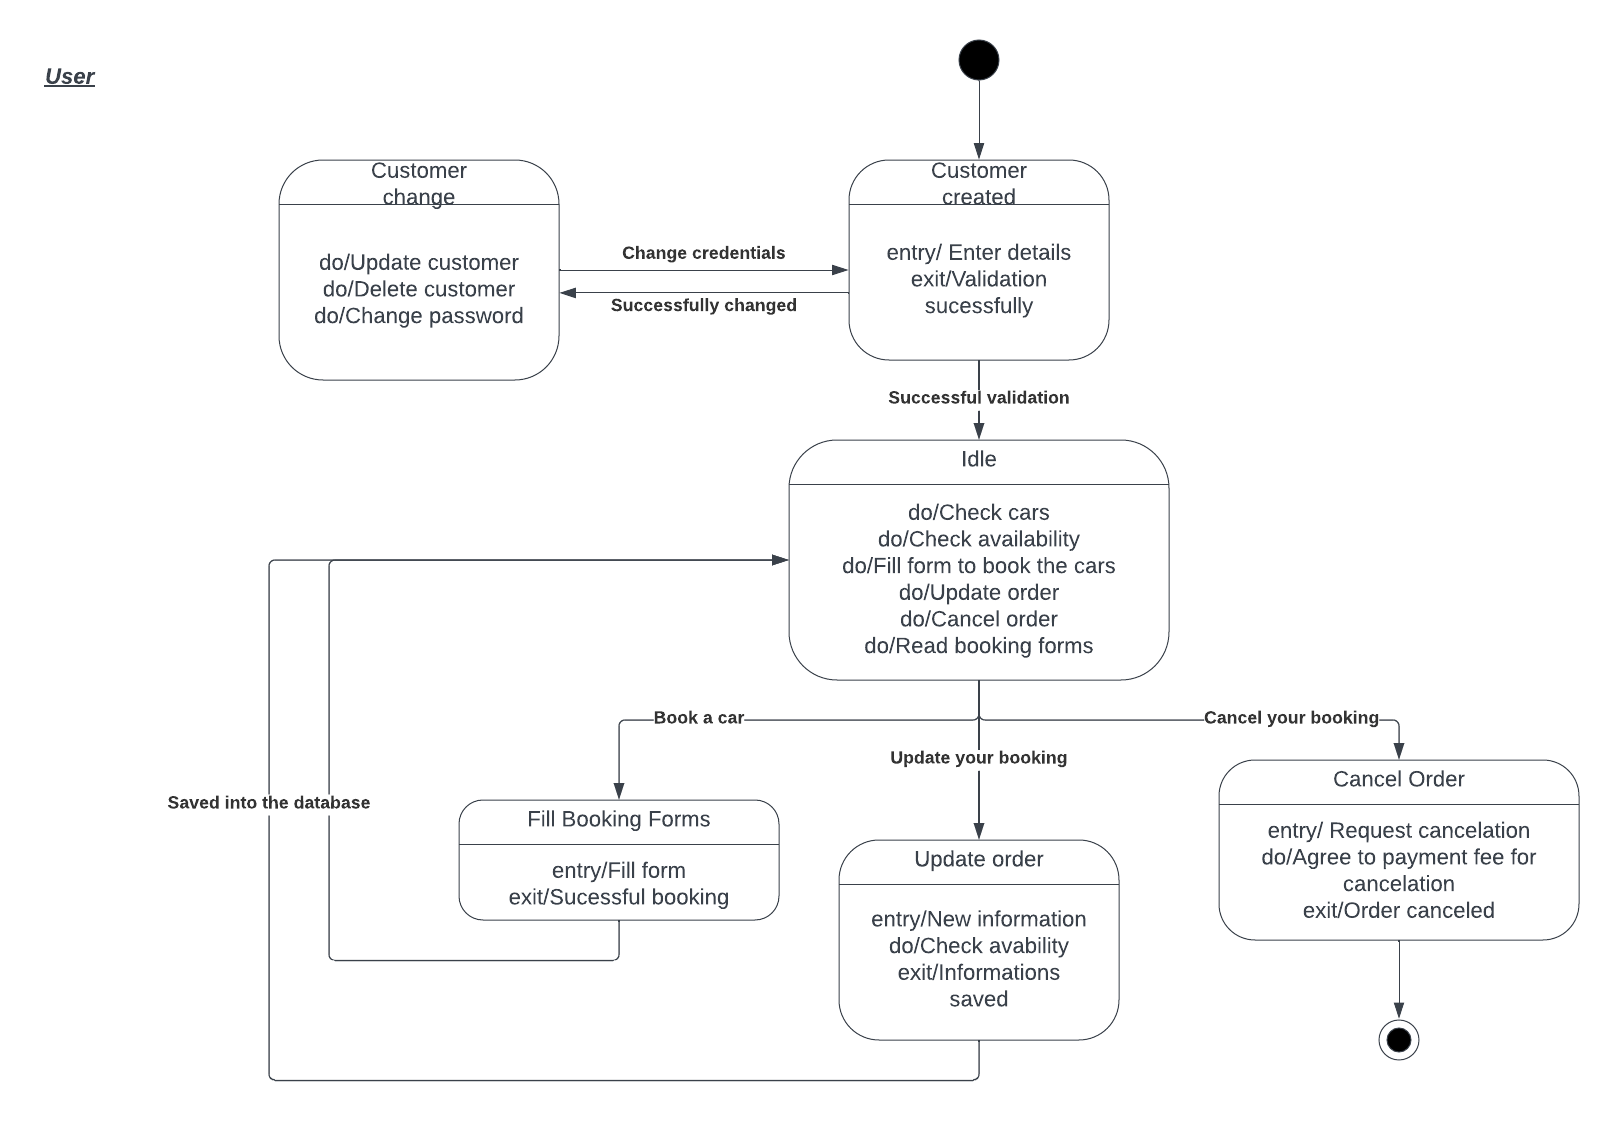 User
Customer
change
do/Update customer
do/Delete customer
do/Change password
Change credentials
Successfully changed
Customer
created
entry/ Enter details
exit/Validation
sucessfully
Successful validation
Idle
do/Check cars
do/Check availability
do/Fill form to book the cars
do/Update order
do/Cancel order
do/Read booking forms
Book a car
Update your booking
Cancel your booking
Saved into the database
Fill Booking Forms
entry/Fill form
exit/Sucessful booking
Update order
entry/New information
do/Check avability
exit/Informations
saved
Cancel Order
entry/ Request cancelation
do/Agree to payment fee for
cancelation
exit/Order canceled